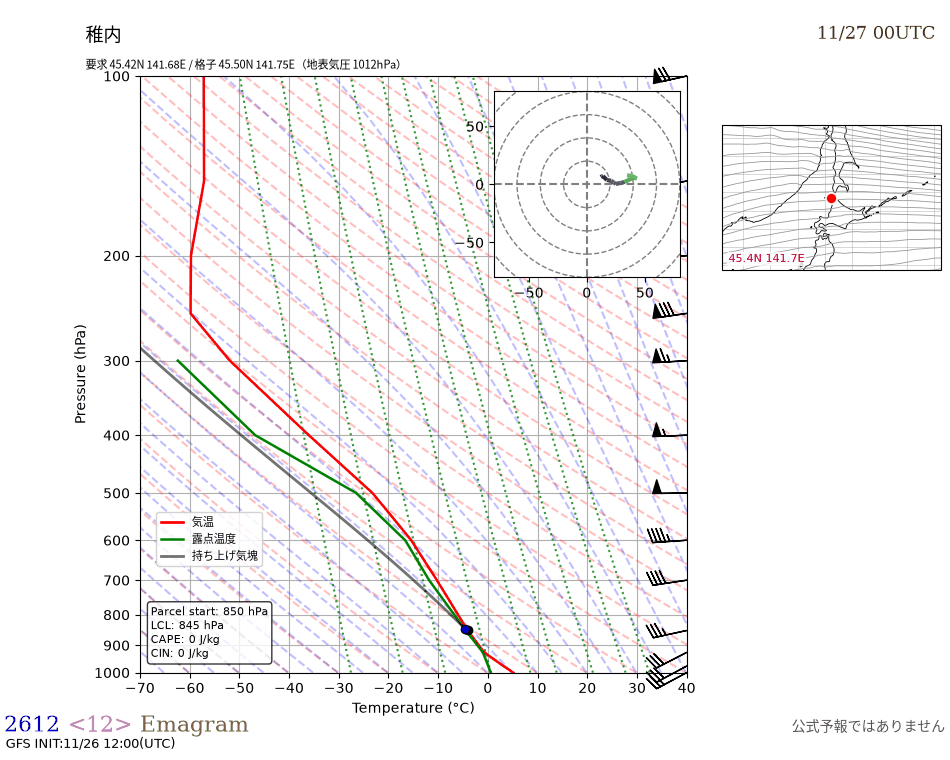 稚内
11/27 00UTC
要求 45.42N 141.68E / 格子 45.50N 141.75E（地表気圧 1012hPa）
100
200
300
400
500
600
700
800
900
1000
Pressure (hPa)
−70 −60 −50 −40 −30 −20 −10 0 10 20 30 40
Temperature (°C)
50
0
−50
−50 0 50
45.4N 141.7E
気温
露点温度
持ち上げ気塊
Parcel start: 850 hPa
LCL: 845 hPa
CAPE: 0 J/kg
CIN: 0 J/kg
2612 <12> Emagram
GFS INIT:11/26 12:00(UTC)
公式予報ではありません